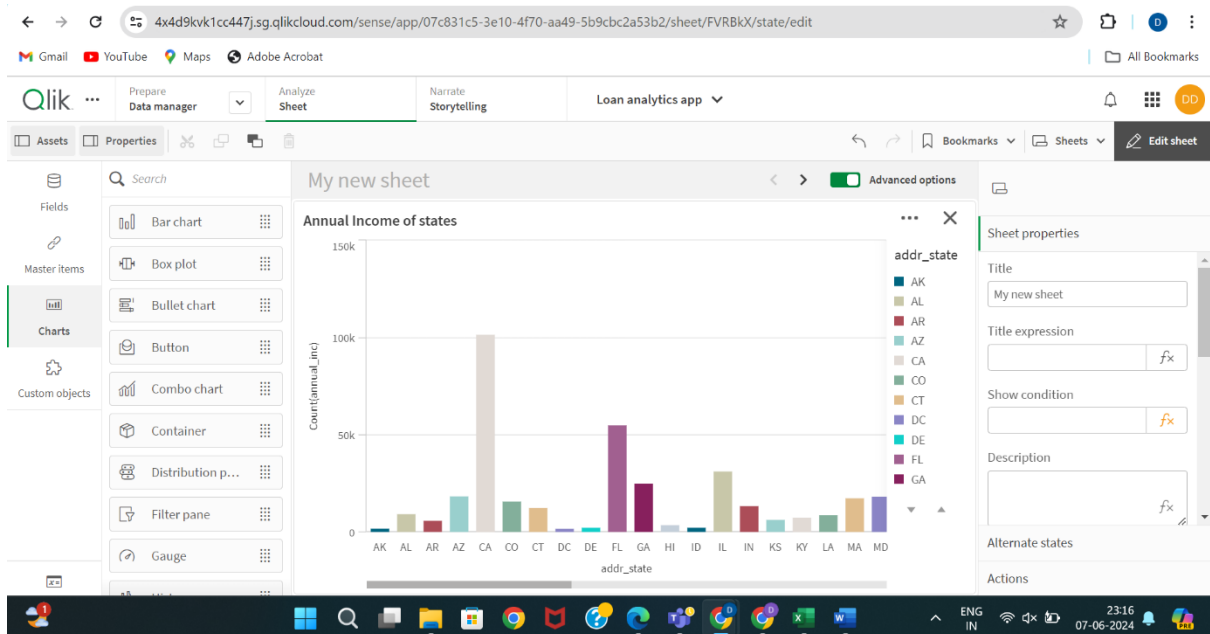 4x4d9kvk1cc447j.sg.qlikcloud.com/sense/app/07c831c5-3e10-4f70-aa49-5b9cbc2a53b2/sheet/FVRBkX/state/edit
D
Gmail YouTube Maps Adobe Acrobat All Bookmarks
Qlik Prepare Data manager Analyze Sheet Narrate Storytelling Loan analytics app DD
Assets Properties Bookmarks Sheets Edit sheet
Fields
Master items
Charts
Custom objects
Search
Bar chart
Box plot
Bullet chart
Button
Combo chart
Container
Distribution p...
Filter pane
Gauge
My new sheet Advanced options
Annual Income of states
150k
100k
50k
0
Count(annual_inc)
AK AL AR AZ CA CO CT DC DE FL GA HI ID IL IN KS KY LA MA MD
addr_state
addr_state
AK
AL
AR
AZ
CA
CO
CT
DC
DE
FL
GA
Sheet properties
Title
My new sheet
Title expression
fx
Show condition
fx
Description
fx
Alternate states
Actions
1
ENG
IN
23:16
07-06-2024